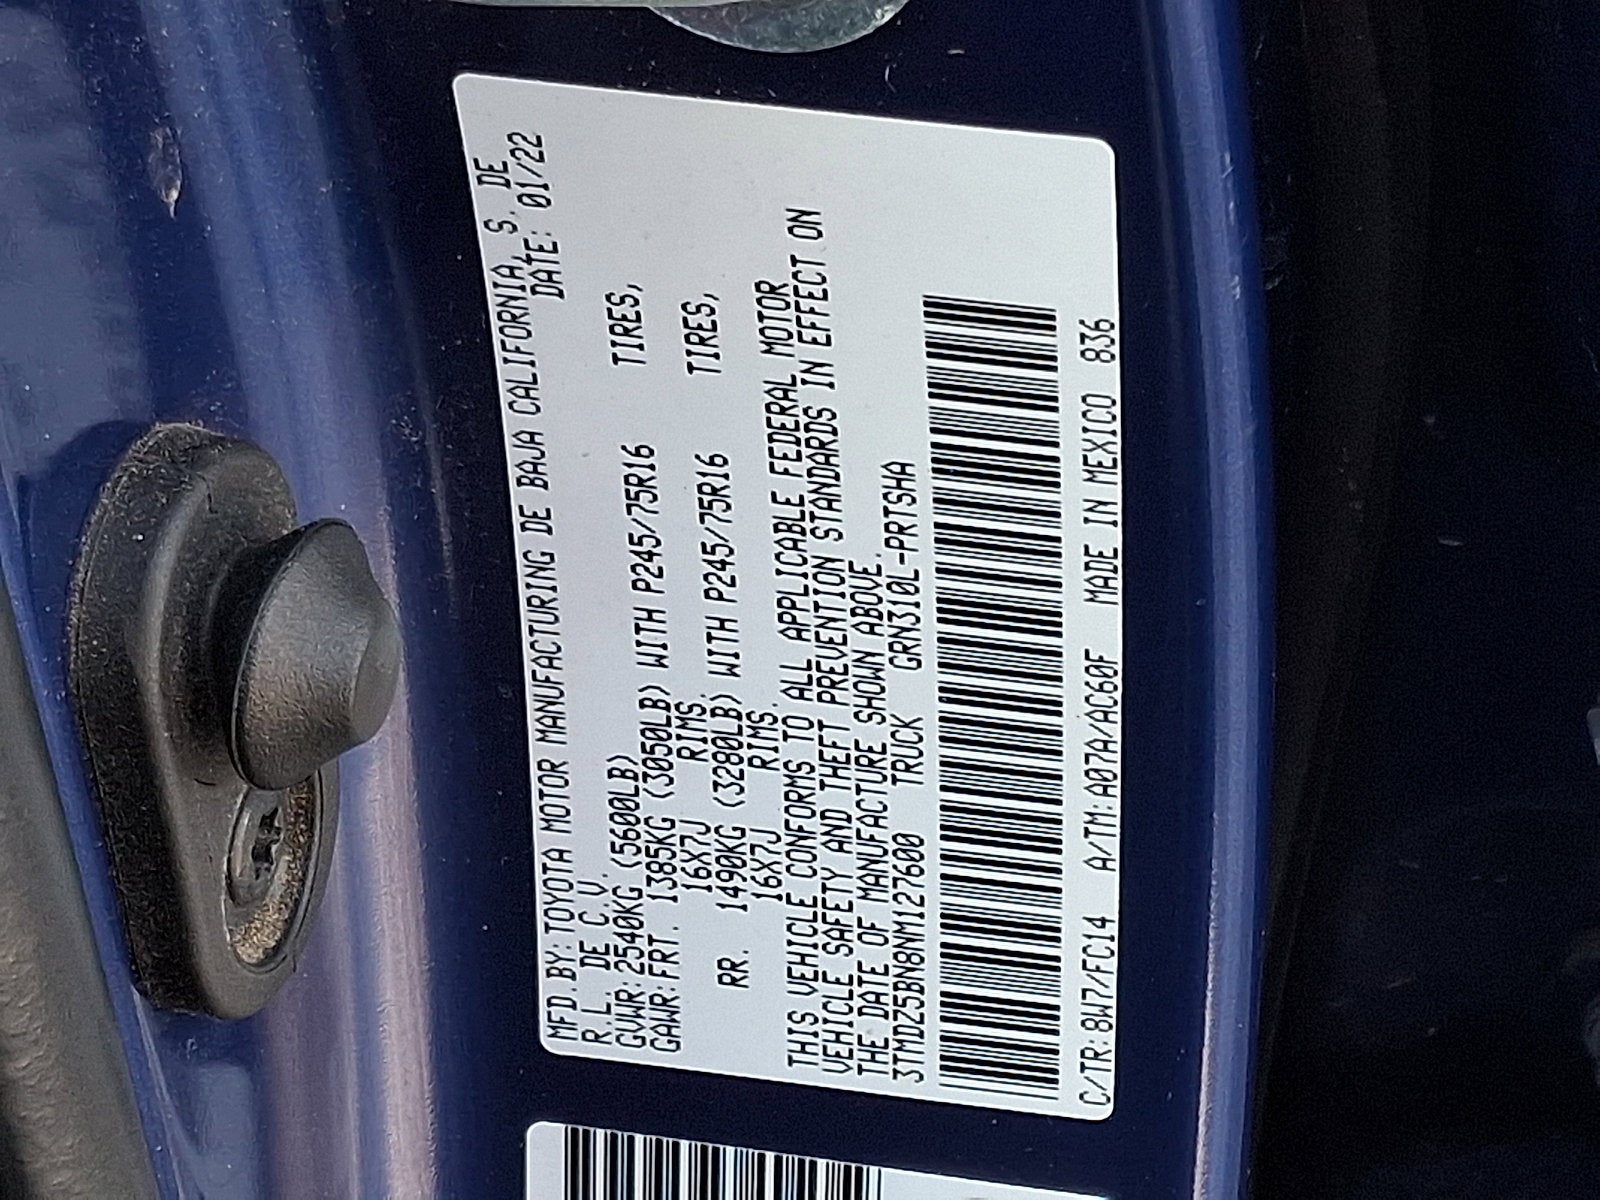 MFD.BY:TOYOTA MOTOR MANUFACTURING DE BAJA CALIFORNIA, S. DE
R.L. DE C.V. DATE: 01/22
GVWR:2540KG (5600LB)
GAWR:FRT. 1385KG (3050LB) WITH P245/75R16 TIRES,
16X7J RIMS.
RR. 1490KG (3280LB) WITH P245/75R16 TIRES,
16X7J RIMS.
THIS VEHICLE CONFORMS TO ALL APPLICABLE FEDERAL MOTOR
VEHICLE SAFETY AND THEFT PREVENTION STANDARDS IN EFFECT ON
THE DATE OF MANUFACTURE SHOWN ABOVE.
3TMDZ5BN8NM127600 TRUCK GRN310L-PRTSHA
C/TR:8W7/FC14 A/TM:A07A/AC60F MADE IN MEXICO 836